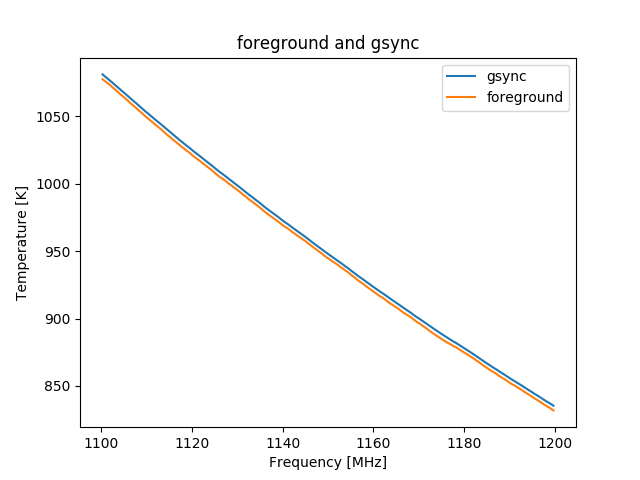 foreground and gsync
gsync
foreground
1050
1000
950
900
850
Temperature [K]
1100 1120 1140 1160 1180 1200
Frequency [MHz]